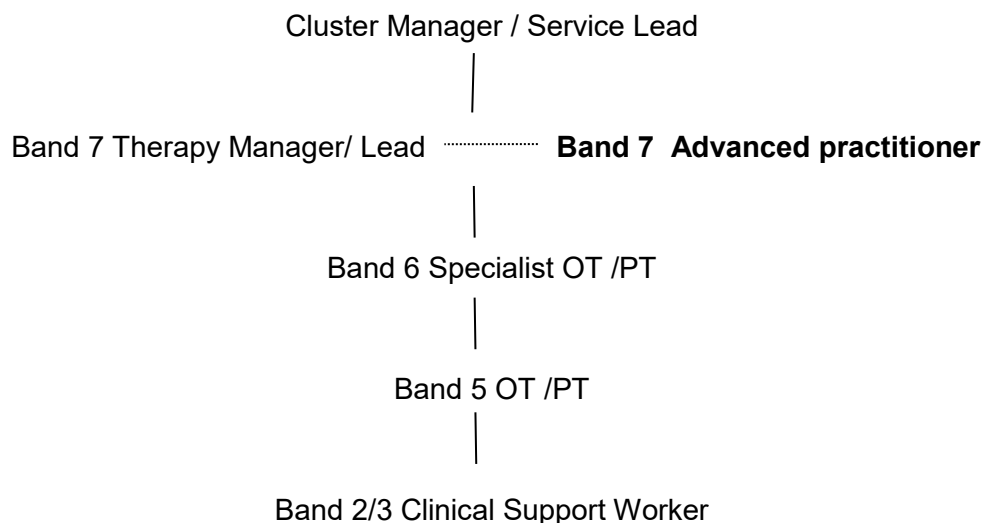 Cluster Manager / Service Lead
Band 7 Therapy Manager/ Lead Band 7 Advanced practitioner
Band 6 Specialist OT /PT
Band 5 OT /PT
Band 2/3 Clinical Support Worker